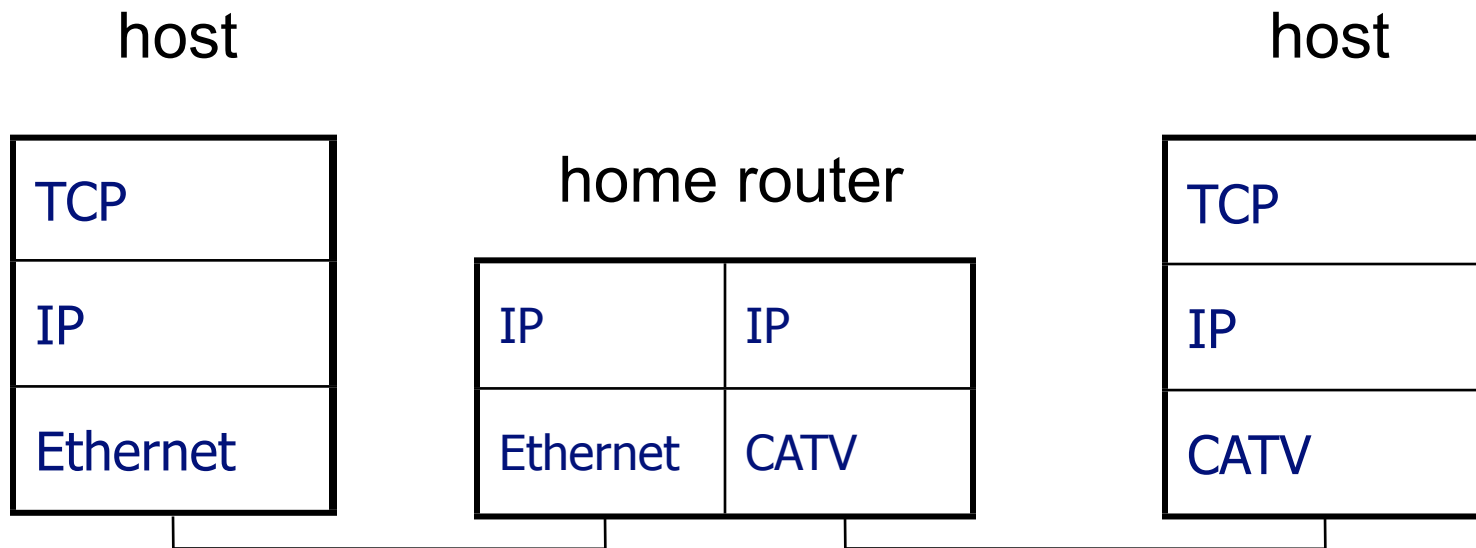 host
host
home router
TCP
IP
Ethernet
IP
IP
Ethernet
CATV
TCP
IP
CATV